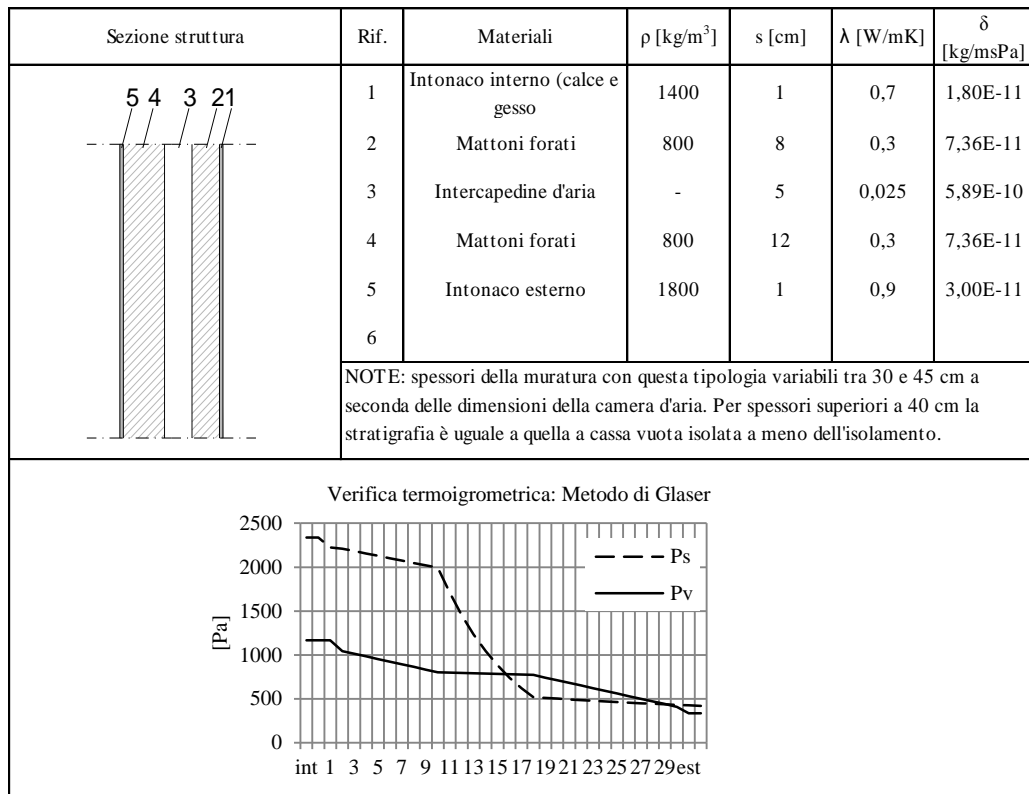 Sezione struttura Rif. Materiali ρ [kg/m³] s [cm] λ [W/mK] δ [kg/msPa]
5 4 3 2 1
1 Intonaco interno (calce e gesso 1400 1 0,7 1,80E-11
2 Mattoni forati 800 8 0,3 7,36E-11
3 Intercapedine d'aria - 5 0,025 5,89E-10
4 Mattoni forati 800 12 0,3 7,36E-11
5 Intonaco esterno 1800 1 0,9 3,00E-11
6
NOTE: spessori della muratura con questa tipologia variabili tra 30 e 45 cm a
seconda delle dimensioni della camera d'aria. Per spessori superiori a 40 cm la
stratigrafia è uguale a quella a cassa vuota isolata a meno dell'isolamento.
Verifica termoigrometrica: Metodo di Glaser
[Pa]
2500
2000
1500
1000
500
0
Ps
Pv
int 1 3 5 7 9 11 13 15 17 19 21 23 25 27 29 est